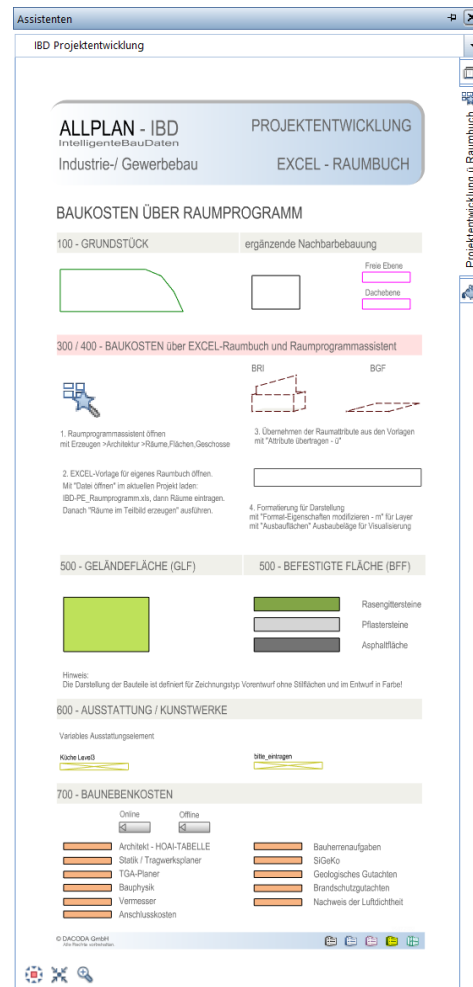 Assistenten
IBD Projektentwicklung
Projektentwicklung ü Raumbuch
ALLPLAN - IBD
IntelligenteBauDaten
Industrie-/ Gewerbebau
PROJEKTENTWICKLUNG
EXCEL - RAUMBUCH
BAUKOSTEN ÜBER RAUMPROGRAMM
100 - GRUNDSTÜCK
ergänzende Nachbarbebauung
Freie Ebene
Dachebene
300 / 400 - BAUKOSTEN über EXCEL-Raumbuch und Raumprogrammassistent
BRI
BGF
1. Raumprogrammassistent öffnen
mit Erzeugen >Architektur >Räume,Flächen,Geschosse
3. Übernehmen der Raumattribute aus den Vorlagen
mit "Attribute übertragen - ü"
2. EXCEL-Vorlage für eigenes Raumbuch öffnen.
Mit "Datei öffnen" im aktuellen Projekt laden:
IBD-PE_Raumprogramm.xls, dann Räume eintragen.
Danach "Räume im Teilbild erzeugen" ausführen.
4. Formatierung für Darstellung
mit "Format-Eigenschaften modifizieren - m" für Layer
mit "Ausbauflächen" Ausbaubeläge für Visualisierung
500 - GELÄNDEFLÄCHE (GLF)
500 - BEFESTIGTE FLÄCHE (BFF)
Rasengittersteine
Pflastersteine
Asphaltfläche
Hinweis:
Die Darstellung der Bauteile ist definiert für Zeichnungstyp Vorentwurf ohne Stilflächen und im Entwurf in Farbe!
600 - AUSSTATTUNG / KUNSTWERKE
Variables Ausstattungselement
Küche Level3
bitte_eintragen
700 - BAUNEBENKOSTEN
Online
Offline
Architekt - HOAI-TABELLE
Statik / Tragwerksplaner
TGA-Planer
Bauphysik
Vermesser
Anschlusskosten
Bauherrenaufgaben
SiGeKo
Geologisches Gutachten
Brandschutzgutachten
Nachweis der Luftdichtheit
© DACODA GmbH
Alle Rechte vorbehalten